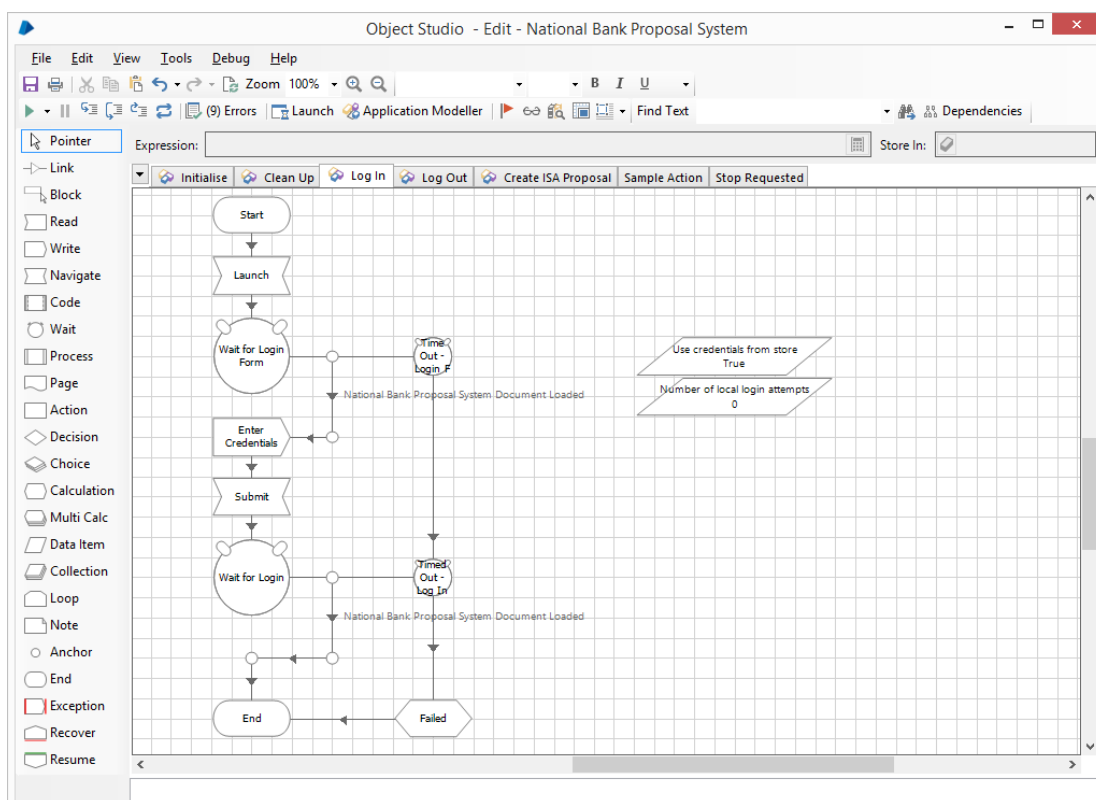 Object Studio - Edit - National Bank Proposal System
File Edit View Tools Debug Help
Zoom 100% B I U
(9) Errors Launch Application Modeller Find Text Dependencies
Pointer
Expression: Store In:
Link
Initialise Clean Up Log In Log Out Create ISA Proposal Sample Action Stop Requested
Block
Read
Write
Navigate
Code
Wait
Process
Page
Action
Decision
Choice
Calculation
Multi Calc
Data Item
Collection
Loop
Note
Anchor
End
Exception
Recover
Resume
Start
Launch
Wait for Login
Form
Time
Out -
Login F
Use credentials from store
True
Number of local login attempts
0
National Bank Proposal System Document Loaded
Enter
Credentials
Submit
Wait for Login
Timed
Out -
Log In
National Bank Proposal System Document Loaded
End
Failed